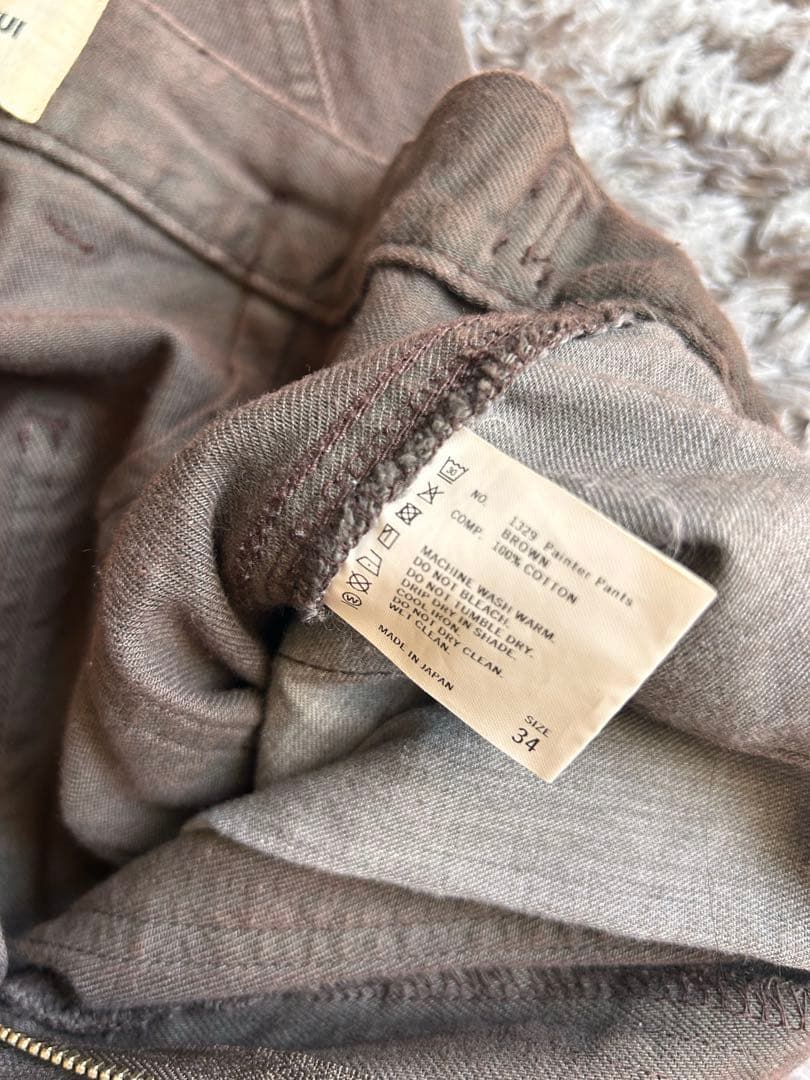 UI
NO. 1329 Painter Pants
BROWN
COMP. 100% COTTON
MACHINE WASH WARM.
DO NOT BLEACH.
DO NOT TUMBLE DRY.
DRIP DRY IN SHADE.
COOL IRON.
DO NOT DRY CLEAN.
WET CLEAN.
MADE IN JAPAN
SIZE
34